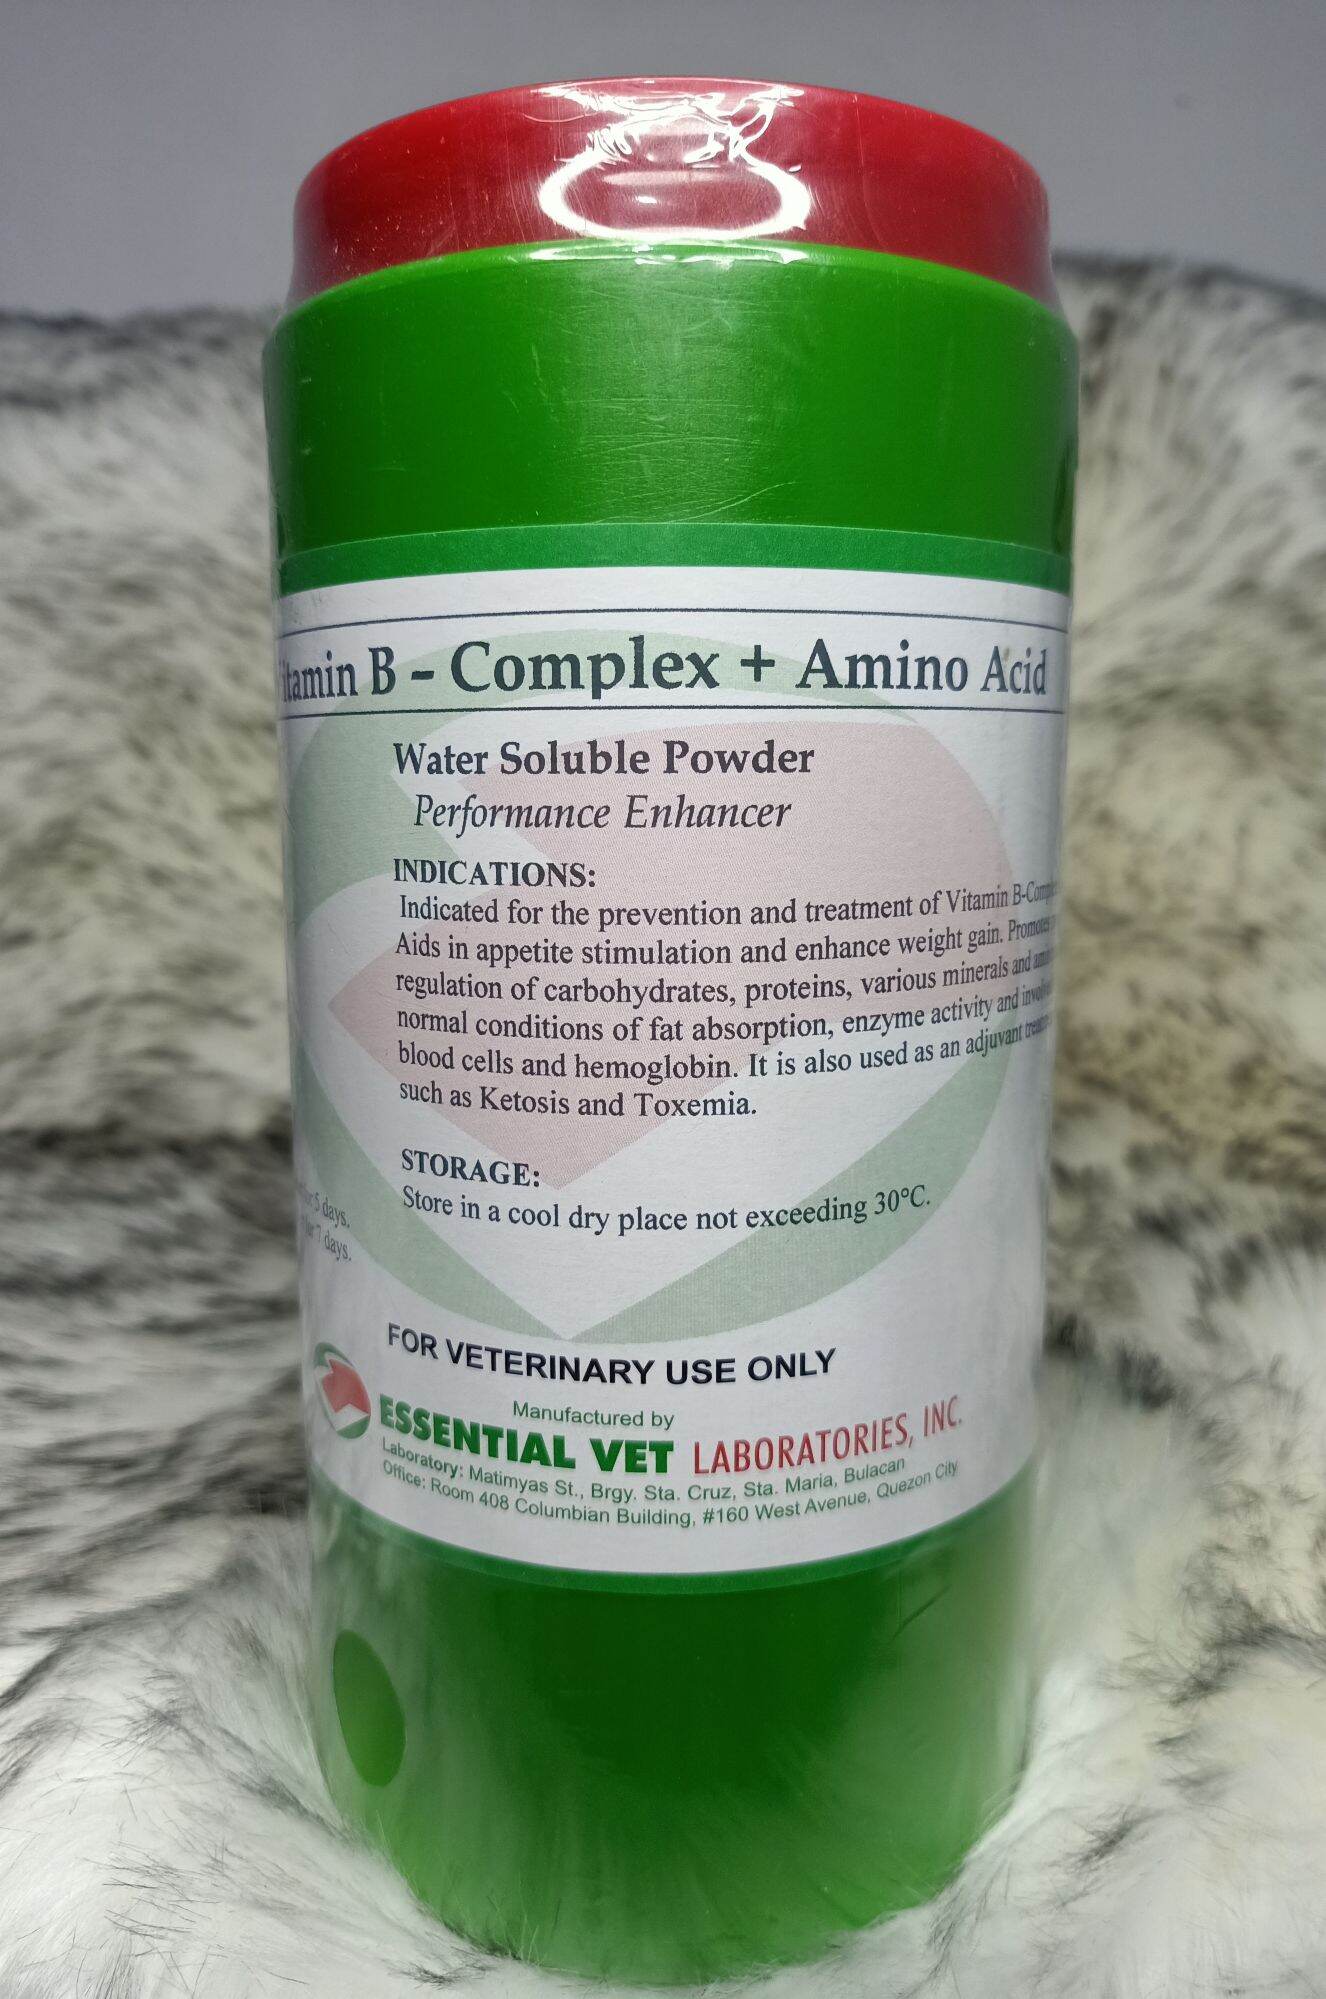 B - Complex + Amino Acid
Water Soluble Powder
Performance Enhancer
INDICATIONS:
Indicated for the prevention and treatment of Vitamin
Aids in appetite stimulation and enhance weight gain. Promotes
regulation of carbohydrates, proteins, various minerals and
normal conditions of fat absorption, enzyme activity and
blood cells and hemoglobin. It is also used as an adjuvant
such as Ketosis and Toxemia.
STORAGE:
Store in a cool dry place not exceeding 30°C.
5 days.
7 days.
FOR VETERINARY USE ONLY
Manufactured by
ESSENTIAL VET LABORATORIES, INC.
Laboratory: Matimyas St., Brgy. Sta. Cruz, Sta. Maria, Bulacan
Office: Room 408 Columbian Building, #160 West Avenue, Quezon City